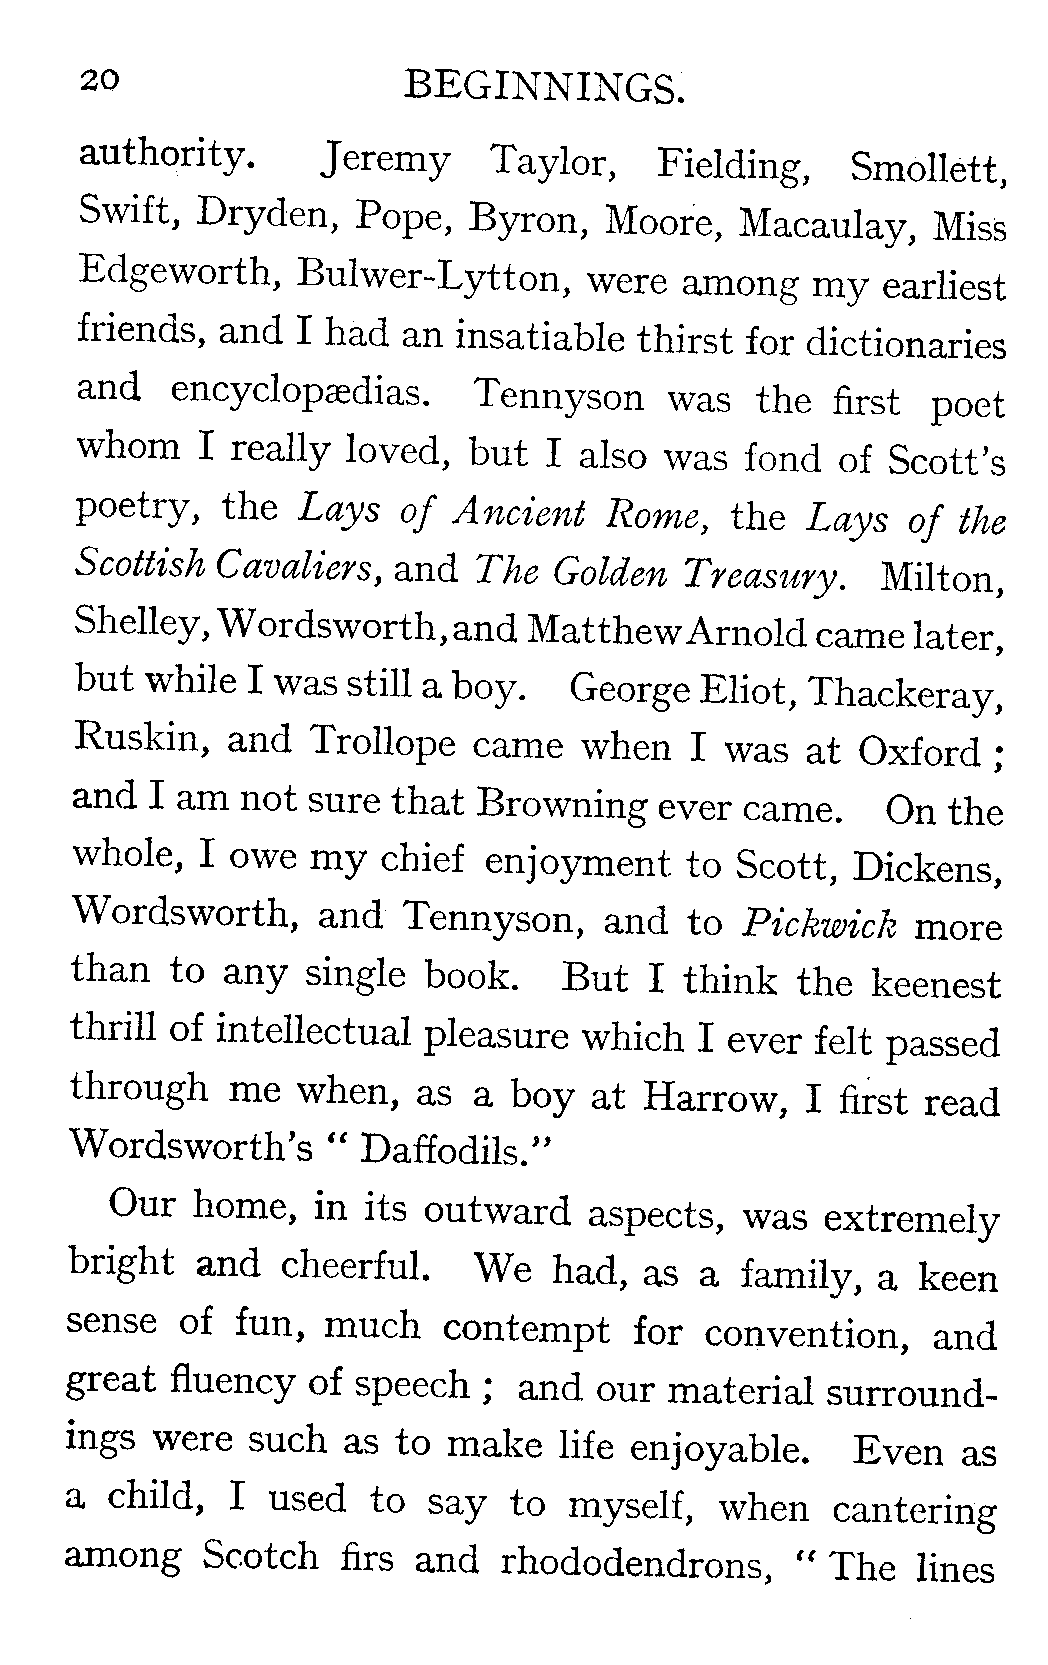 20 BEGINNINGS.
authority. Jeremy Taylor, Fielding, Smollett,
Swift, Dryden, Pope, Byron, Moore, Macaulay, Miss
Edgeworth, Bulwer-Lytton, were among my earliest
friends, and I had an insatiable thirst for dictionaries
and encyclopædias. Tennyson was the first poet
whom I really loved, but I also was fond of Scott's
poetry, the Lays of Ancient Rome, the Lays of the
Scottish Cavaliers, and The Golden Treasury. Milton,
Shelley, Wordsworth, and Matthew Arnold came later,
but while I was still a boy. George Eliot, Thackeray,
Ruskin, and Trollope came when I was at Oxford ;
and I am not sure that Browning ever came. On the
whole, I owe my chief enjoyment to Scott, Dickens,
Wordsworth, and Tennyson, and to Pickwick more
than to any single book. But I think the keenest
thrill of intellectual pleasure which I ever felt passed
through me when, as a boy at Harrow, I first read
Wordsworth's “ Daffodils.”
Our home, in its outward aspects, was extremely
bright and cheerful. We had, as a family, a keen
sense of fun, much contempt for convention, and
great fluency of speech ; and our material surround-
ings were such as to make life enjoyable. Even as
a child, I used to say to myself, when cantering
among Scotch firs and rhododendrons, “ The lines